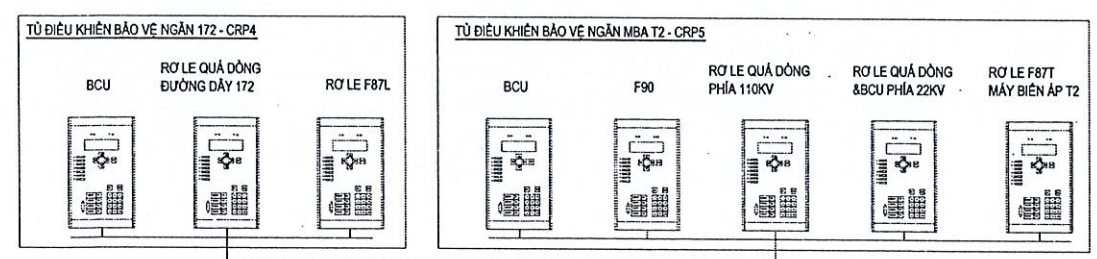 TỦ ĐIỀU KHIỂN BẢO VỆ NGĂN 172 - CRP4
BCU
RƠ LE QUÁ DÒNG
ĐƯỜNG DÂY 172
RƠ LE F87L
TỦ ĐIỀU KHIỂN BẢO VỆ NGĂN MBA T2 - CRP5
BCU
F90
RƠ LE QUÁ DÒNG
PHÍA 110KV
RƠ LE QUÁ DÒNG
&BCU PHÍA 22KV
RƠ LE F87T
MÁY BIẾN ÁP T2